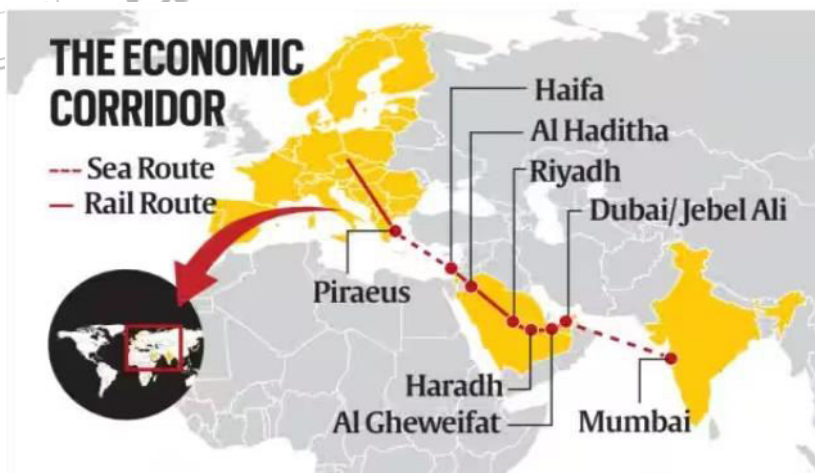 THE ECONOMIC
CORRIDOR
Sea Route
Rail Route
Haifa
Al Haditha
Riyadh
Dubai/ Jebel Ali
Piraeus
Haradh
Al Gheweifat
Mumbai